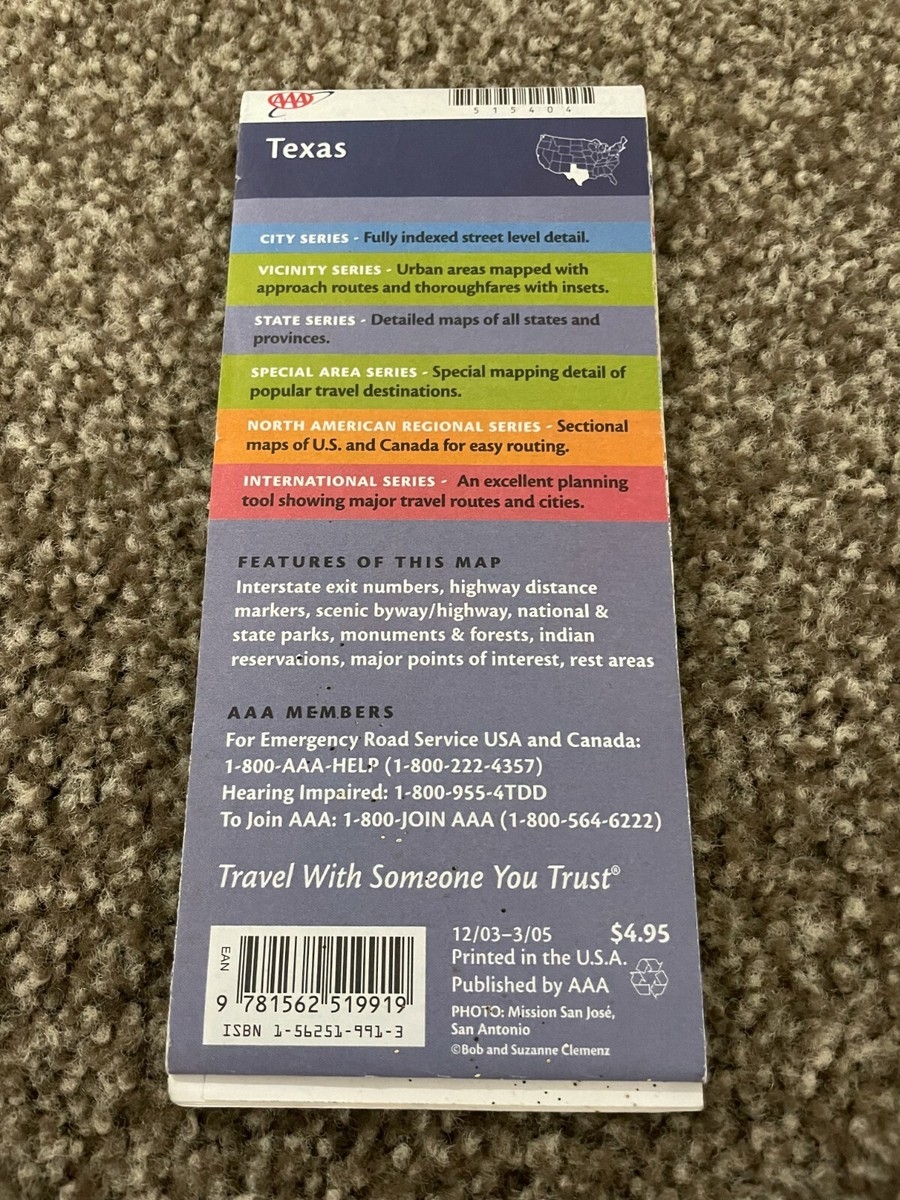 AAA
515404
Texas
CITY SERIES - Fully indexed street level detail.
VICINITY SERIES - Urban areas mapped with
approach routes and thoroughfares with insets.
STATE SERIES - Detailed maps of all states and
provinces.
SPECIAL AREA SERIES - Special mapping detail of
popular travel destinations.
NORTH AMERICAN REGIONAL SERIES - Sectional
maps of U.S. and Canada for easy routing.
INTERNATIONAL SERIES - An excellent planning
tool showing major travel routes and cities.
FEATURES OF THIS MAP
Interstate exit numbers, highway distance
markers, scenic byway/highway, national &
state parks, monuments & forests, indian
reservations, major points of interest, rest areas
AAA MEMBERS
For Emergency Road Service USA and Canada:
1-800-AAA-HELP (1-800-222-4357)
Hearing Impaired: 1-800-955-4TDD
To Join AAA: 1-800-JOIN AAA (1-800-564-6222)
Travel With Someone You Trust®
EAN
9 781562 519919
ISBN 1-56251-991-3
12/03–3/05 $4.95
Printed in the U.S.A.
Published by AAA
PHOTO: Mission San José,
San Antonio
©Bob and Suzanne Clemenz